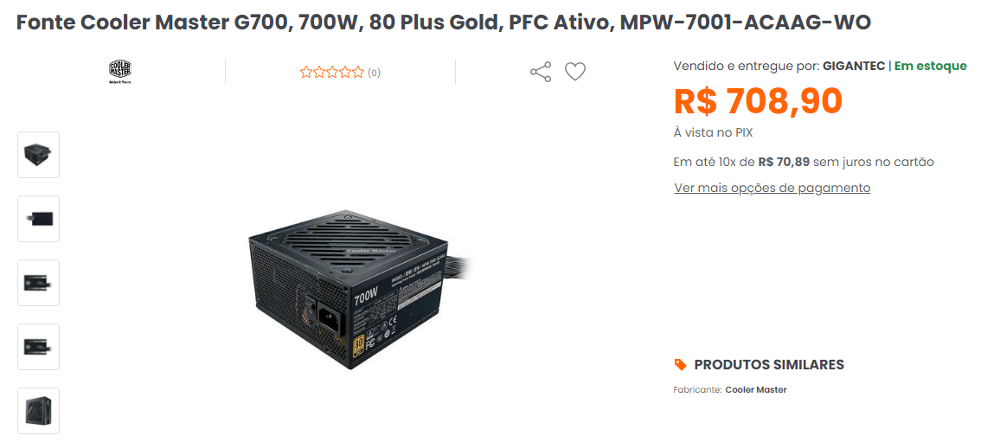 Fonte Cooler Master G700, 700W, 80 Plus Gold, PFC Ativo, MPW-7001-ACAAG-WO
COOLER
MASTER
Make It Yours.
(0)
Vendido e entregue por: GIGANTEC | Em estoque
R$ 708,90
À vista no PIX
Em até 10x de R$ 70,89 sem juros no cartão
Ver mais opções de pagamento
Cooler Master
700W
80
PRODUTOS SIMILARES
Fabricante: Cooler Master